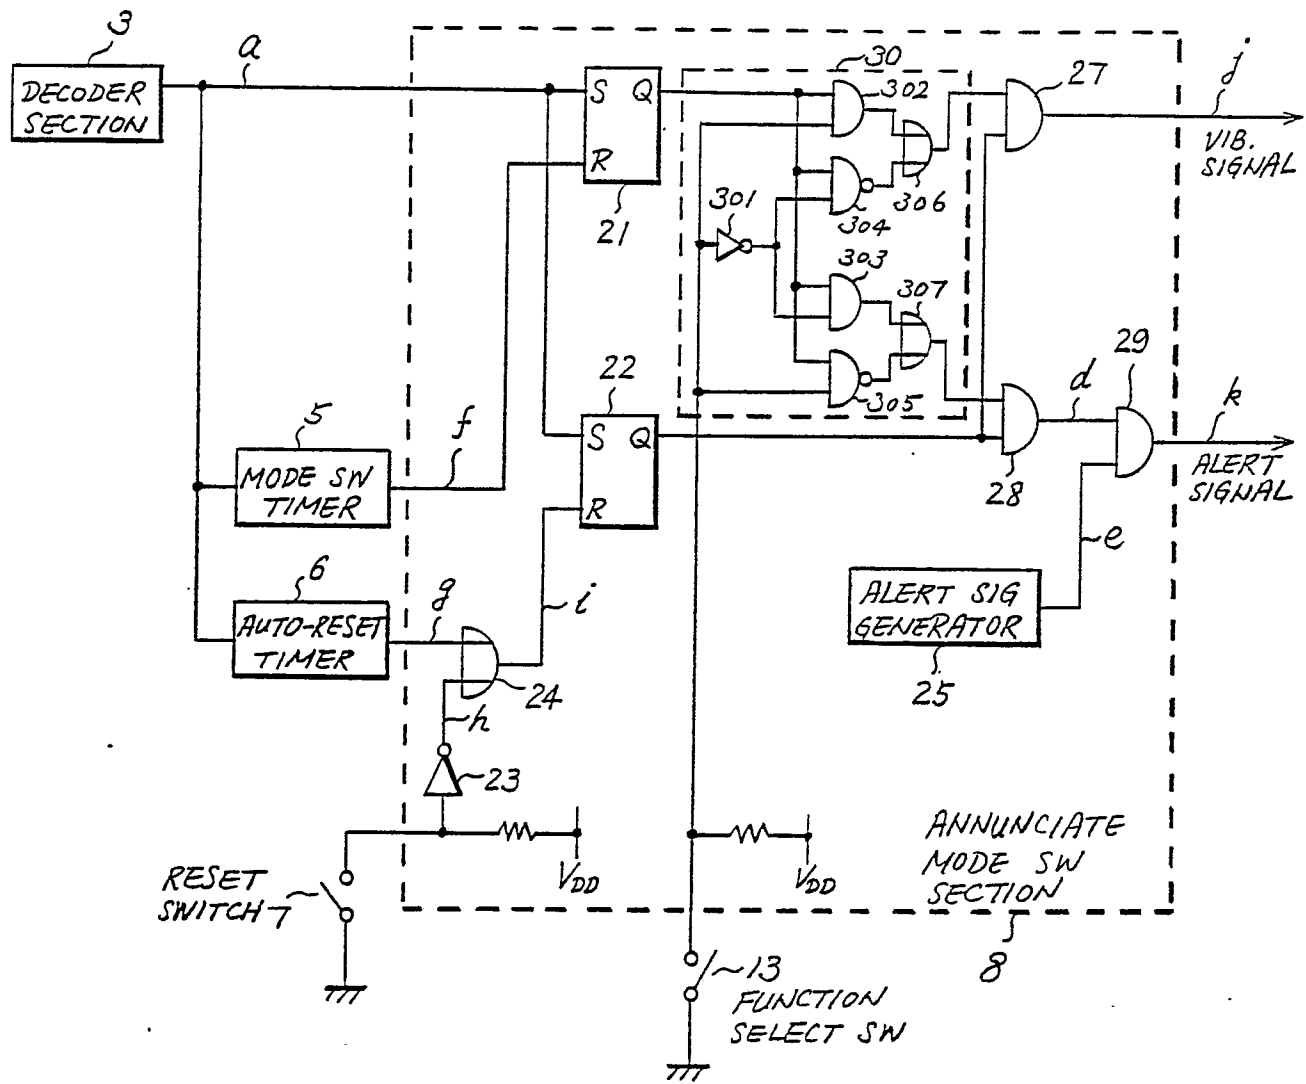 3
a
DECODER
SECTION
S
Q
R
21
30
302
306
304
301
303
307
305
27
j
VIB.
SIGNAL
22
S
Q
R
5
MODE SW
TIMER
f
28
d
29
k
ALERT
SIGNAL
e
6
AUTO-RESET
TIMER
g
i
24
h
23
ALERT SIG
GENERATOR
25
VDD
VDD
RESET
SWITCH 7
ANNUNCIATE
MODE SW
SECTION
8
13
FUNCTION
SELECT SW